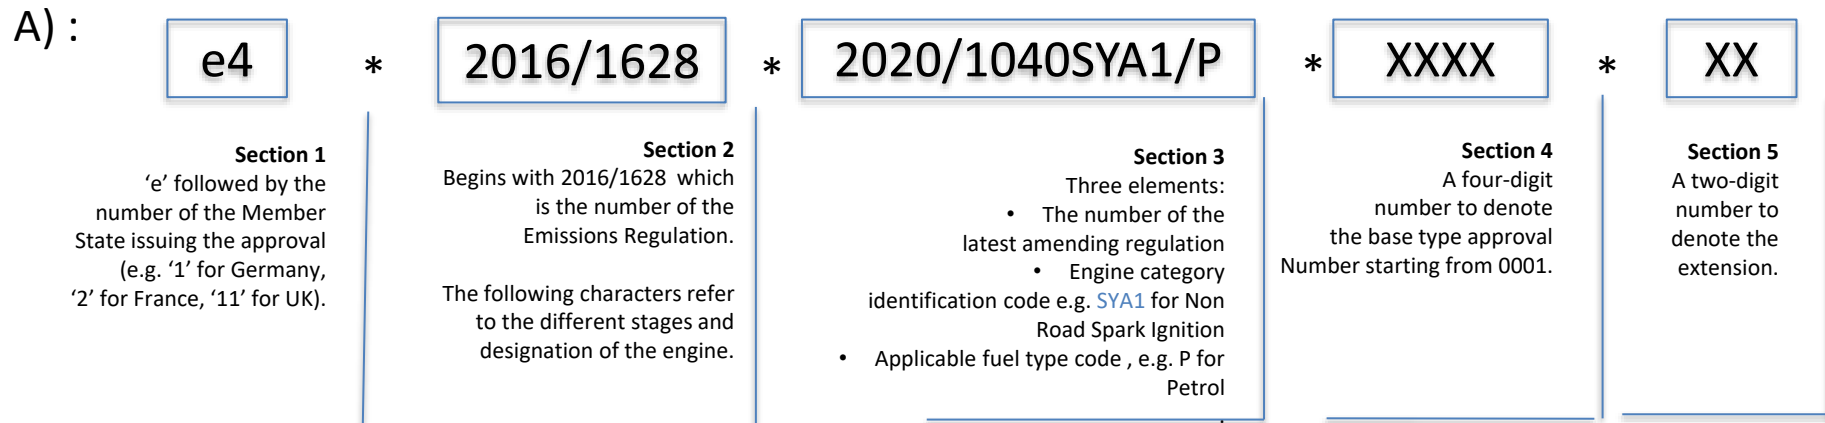 A) :
e4 * 2016/1628 * 2020/1040SYA1/P * XXXX * XX
Section 1
‘e’ followed by the
number of the Member
State issuing the approval
(e.g. ‘1’ for Germany,
‘2’ for France, ‘11’ for UK).
Section 2
Begins with 2016/1628 which
is the number of the
Emissions Regulation.
The following characters refer
to the different stages and
designation of the engine.
Section 3
Three elements:
• The number of the
latest amending regulation
• Engine category
identification code e.g. SYA1 for Non
Road Spark Ignition
• Applicable fuel type code , e.g. P for
Petrol
Section 4
A four-digit
number to denote
the base type approval
Number starting from 0001.
Section 5
A two-digit
number to
denote the
extension.